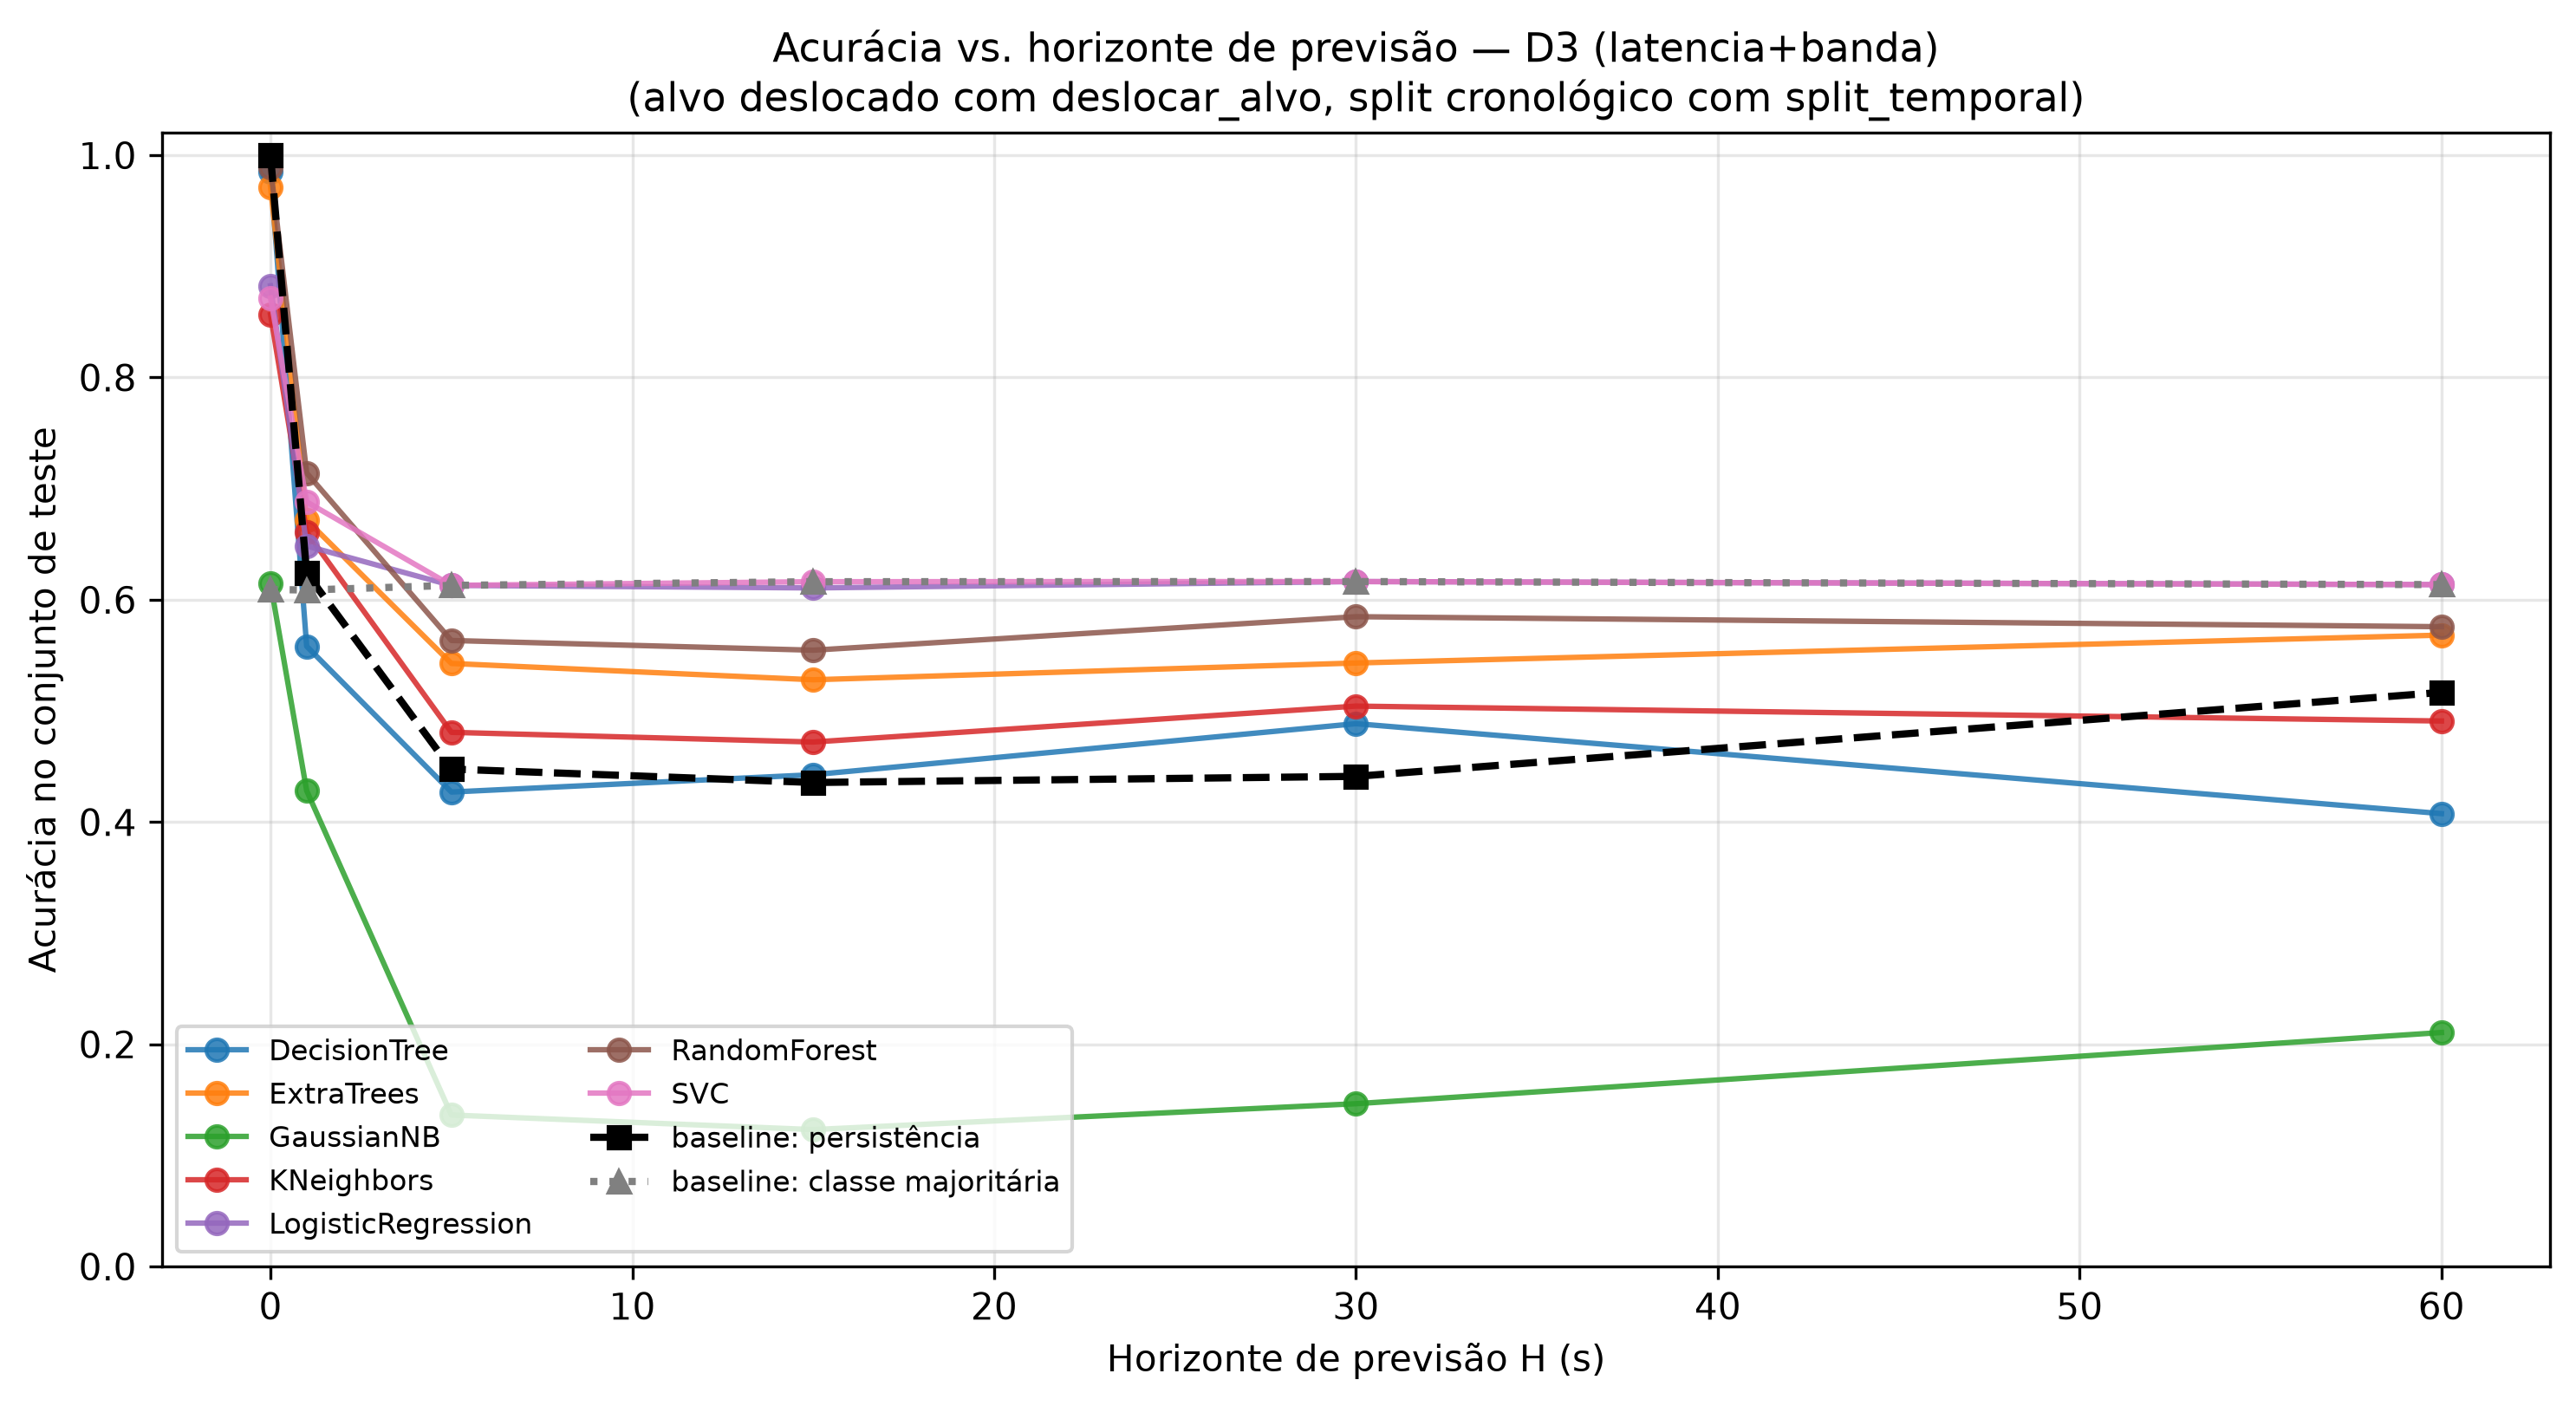 Acurácia vs. horizonte de previsão — D3 (latencia+banda)
(alvo deslocado com deslocar_alvo, split cronológico com split_temporal)
Acurácia no conjunto de teste
1.0
0.8
0.6
0.4
0.2
0.0
DecisionTree
ExtraTrees
GaussianNB
KNeighbors
LogisticRegression
RandomForest
SVC
baseline: persistência
baseline: classe majoritária
0 10 20 30 40 50 60
Horizonte de previsão H (s)